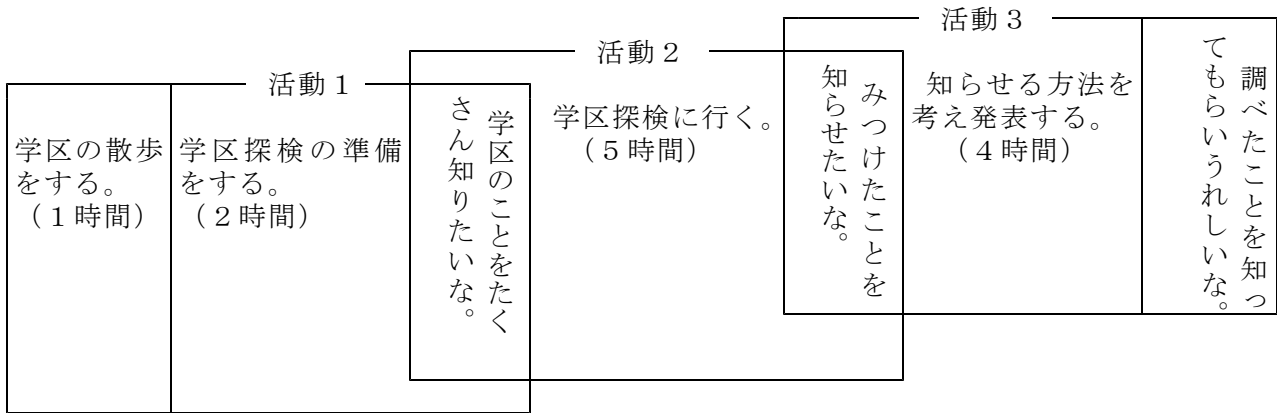 活動1
学区の散歩
をする。
(1時間)
学区探検の準備
をする。
(2時間)
学区のことをたく
さん知りたいな。
活動2
学区探検に行く。
(5時間)
みつけたことを
知らせたいな。
活動3
知らせる方法を
考え発表する。
(4時間)
調べたことを知っ
てもらいうれしいな。